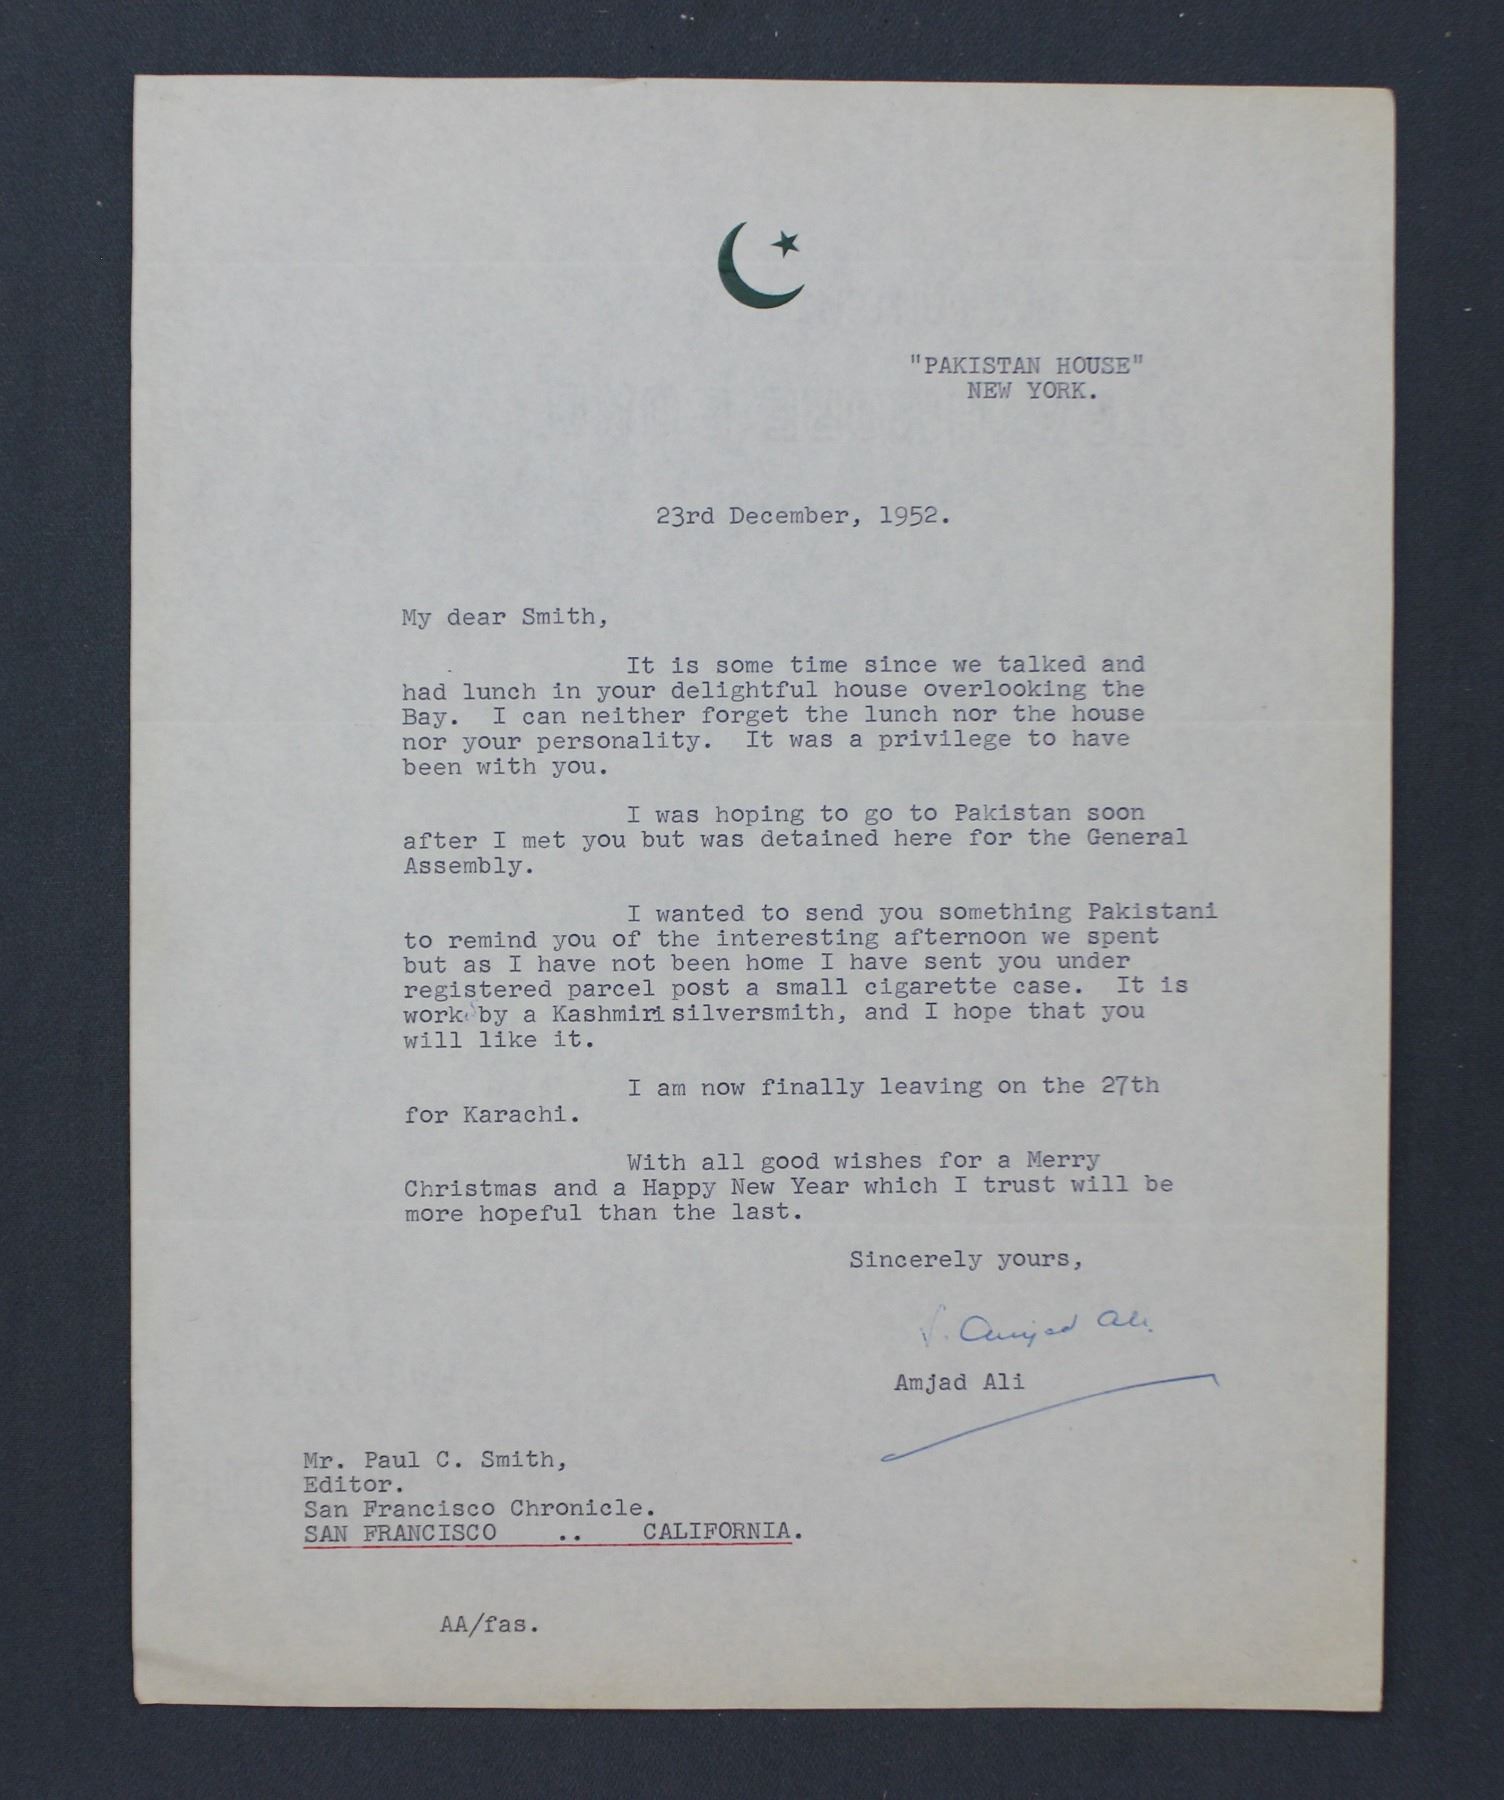 "PAKISTAN HOUSE"
NEW YORK.
23rd December, 1952.
My dear Smith,
It is some time since we talked and
had lunch in your delightful house overlooking the
Bay. I can neither forget the lunch nor the house
nor your personality. It was a privilege to have
been with you.
I was hoping to go to Pakistan soon
after I met you but was detained here for the General
Assembly.
I wanted to send you something Pakistani
to remind you of the interesting afternoon we spent
but as I have not been home I have sent you under
registered parcel post a small cigarette case. It is
work by a Kashmiri silversmith, and I hope that you
will like it.
I am now finally leaving on the 27th
for Karachi.
With all good wishes for a Merry
Christmas and a Happy New Year which I trust will be
more hopeful than the last.
Sincerely yours,
S. Amjad Ali.
Amjad Ali
Mr. Paul C. Smith,
Editor.
San Francisco Chronicle.
SAN FRANCISCO .. CALIFORNIA.
AA/fas.